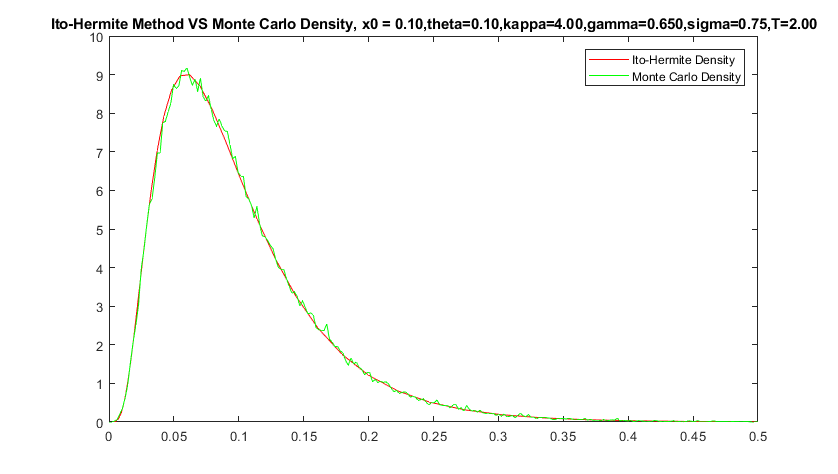 Ito-Hermite Method VS Monte Carlo Density, x0 = 0.10,theta=0.10,kappa=4.00,gamma=0.650,sigma=0.75,T=2.00
10
Ito-Hermite Density
Monte Carlo Density
9
8
7
6
5
4
3
2
1
0
0 0.05 0.1 0.15 0.2 0.25 0.3 0.35 0.4 0.45 0.5